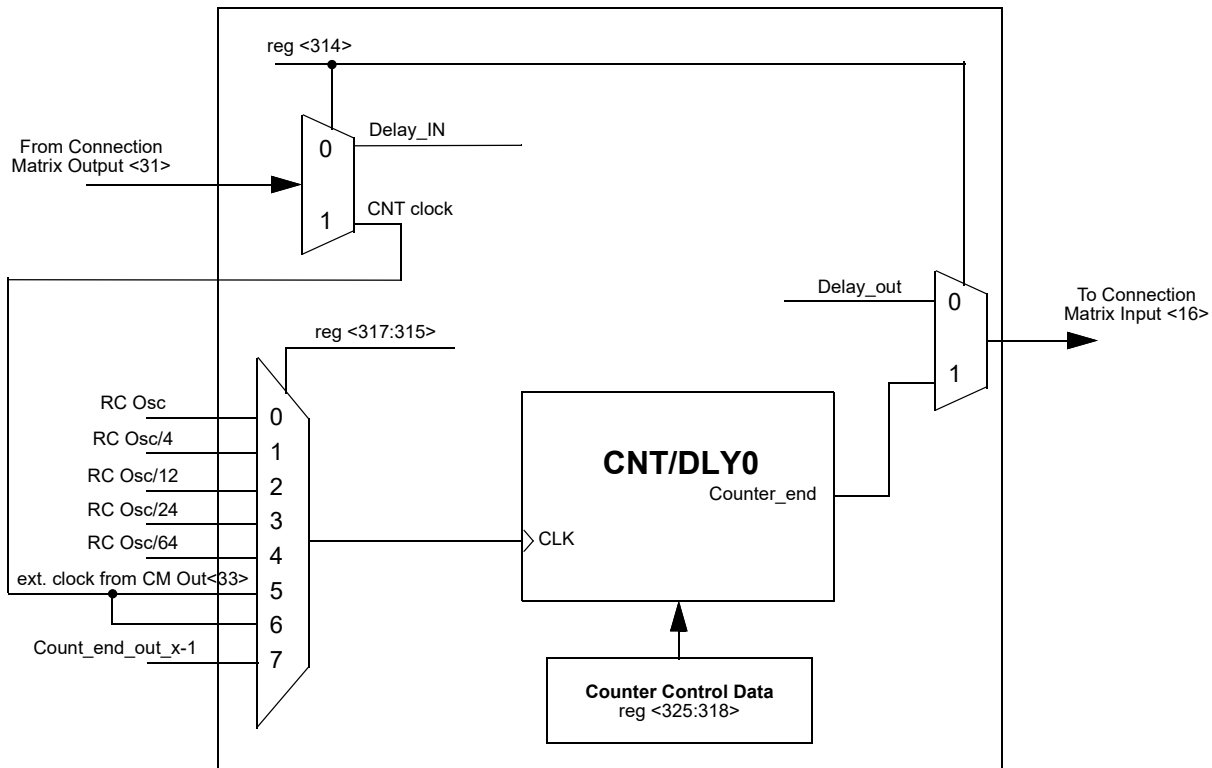 reg <314>
From Connection
Matrix Output <31>
0
1
Delay_IN
CNT clock
Delay_out
0
1
To Connection
Matrix Input <16>
reg <317:315>
RC Osc
RC Osc/4
RC Osc/12
RC Osc/24
RC Osc/64
ext. clock from CM Out<33>
Count_end_out_x-1
0
1
2
3
4
5
6
7
CNT/DLY0
Counter_end
CLK
Counter Control Data
reg <325:318>